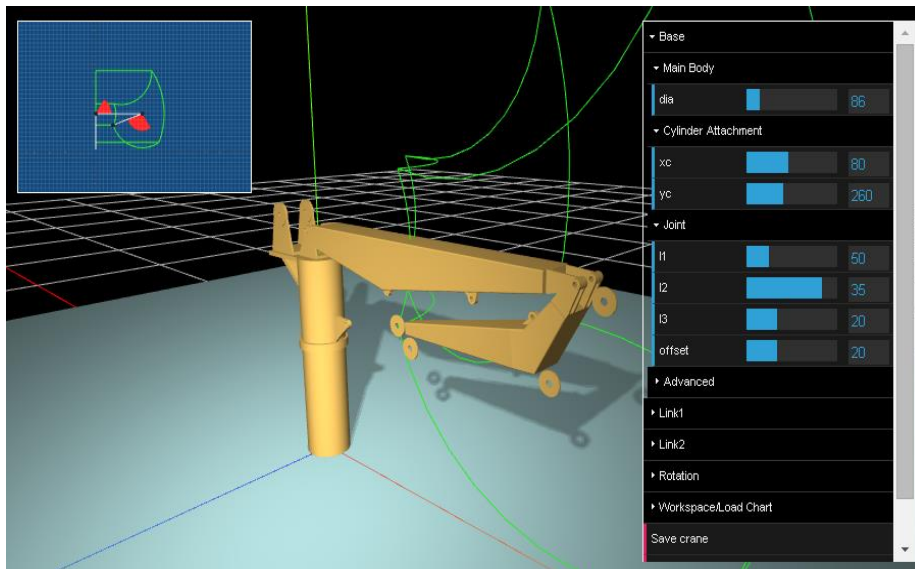 Base
Main Body
dia 86
Cylinder Attachment
xc 80
yc 260
Joint
l1 50
l2 35
l3 20
offset 20
Advanced
Link1
Link2
Rotation
Workspace/Load Chart
Save crane